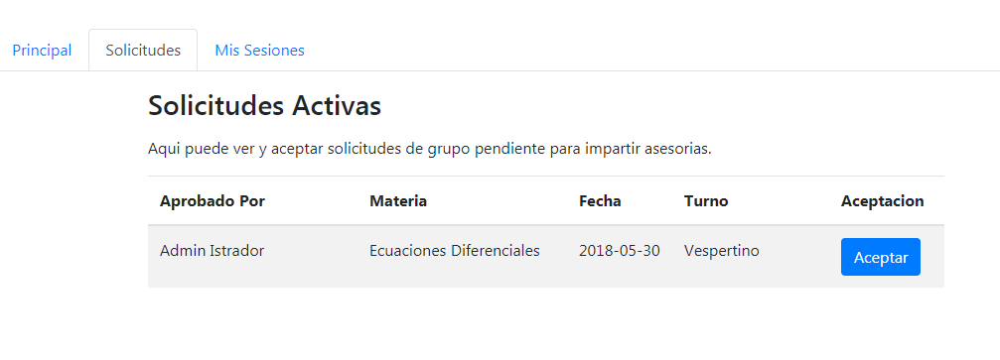 Principal Solicitudes Mis Sesiones
Solicitudes Activas
Aqui puede ver y aceptar solicitudes de grupo pendiente para impartir asesorias.
Aprobado Por Materia Fecha Turno Aceptacion
Admin Istrador Ecuaciones Diferenciales 2018-05-30 Vespertino Aceptar